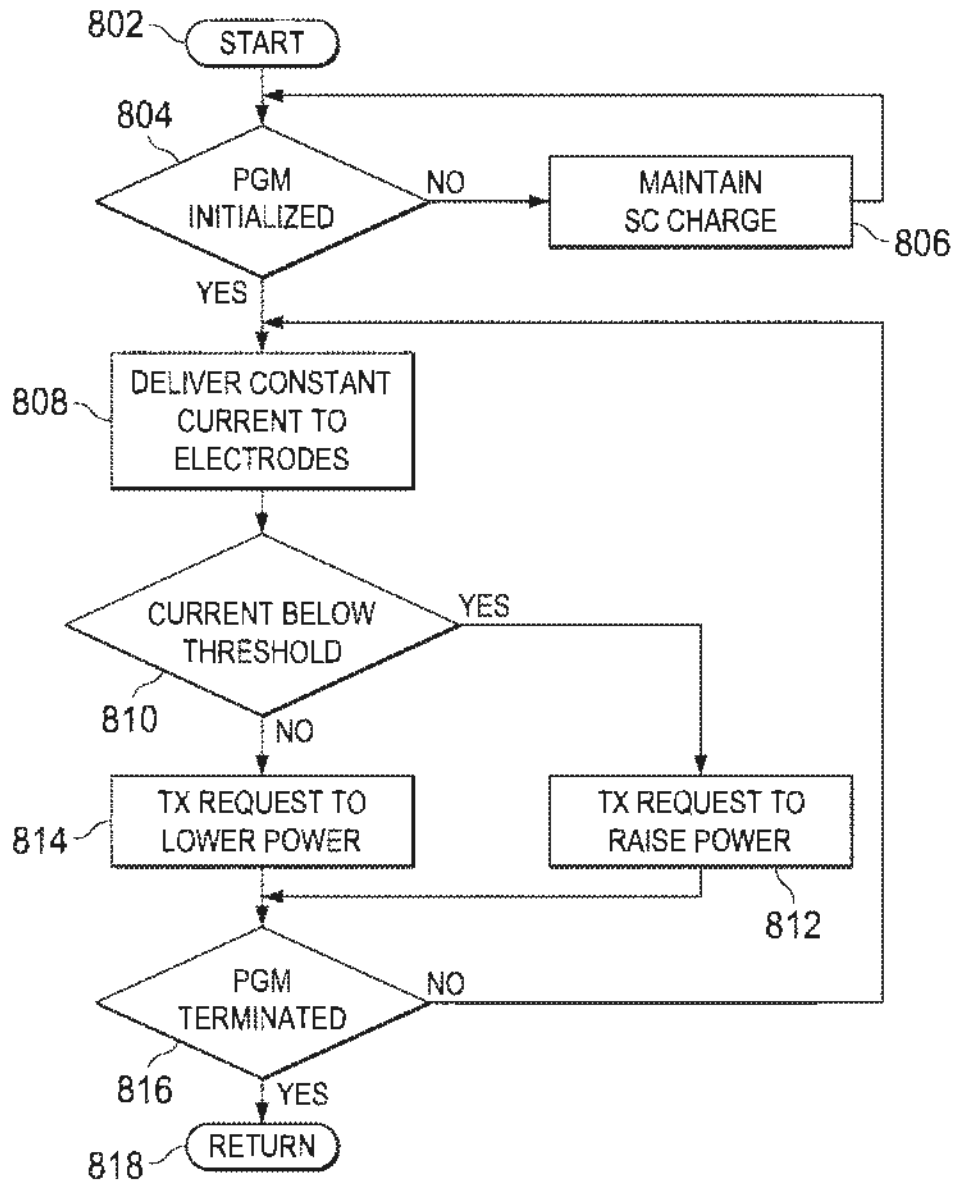 802
START
804
PGM
INITIALIZED
NO
MAINTAIN
SC CHARGE
806
YES
808
DELIVER CONSTANT
CURRENT TO
ELECTRODES
CURRENT BELOW
THRESHOLD
YES
810
NO
814
TX REQUEST TO
LOWER POWER
TX REQUEST TO
RAISE POWER
812
PGM
TERMINATED
NO
816
YES
818
RETURN